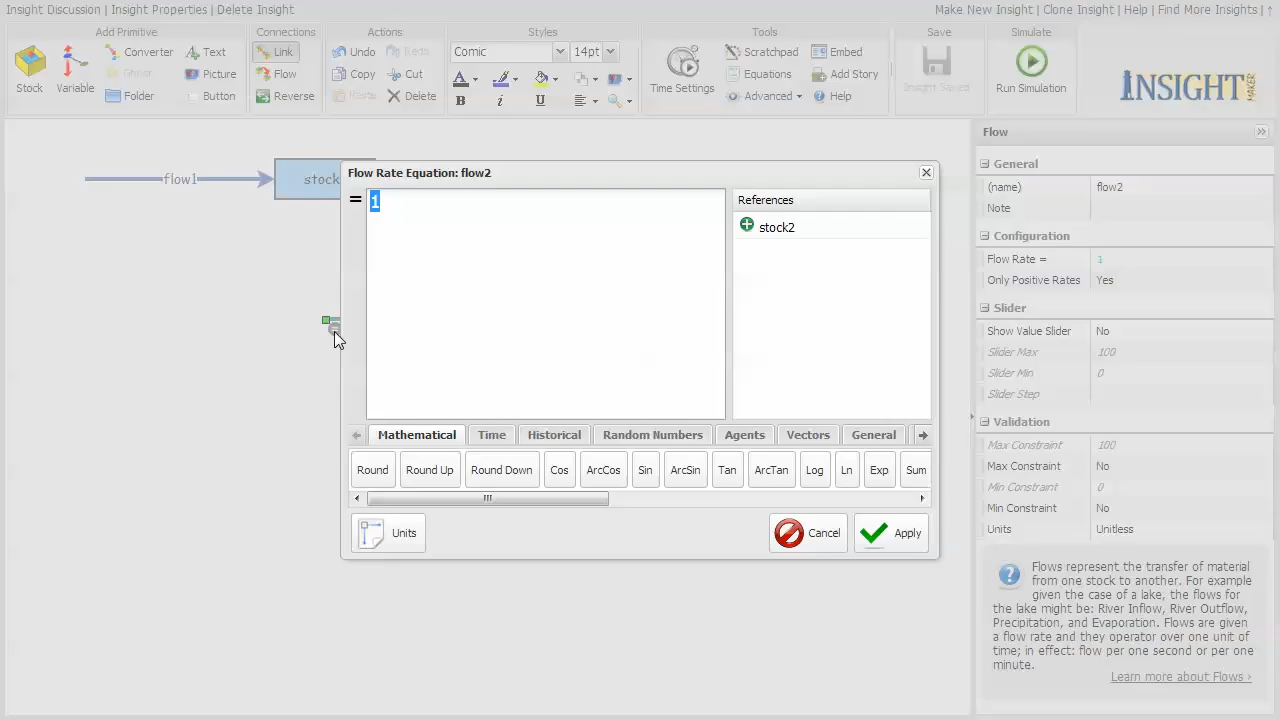 Insight Discussion | Insight Properties | Delete Insight
Make New Insight | Clone Insight | Help | Find More Insights | ↑
Add Primitive
Connections
Actions
Styles
Tools
Save
Simulate
Stock
Variable
Converter
Ghost
Folder
Text
Picture
Button
Link
Flow
Reverse
Undo
Redo
Copy
Cut
Paste
Delete
Comic
14pt
A
B
i
U
Time Settings
Scratchpad
Equations
Advanced
Embed
Add Story
Help
Insight Saved
Run Simulation
INSIGHT
MAKER
flow1
stock
Flow Rate Equation: flow2
=
1
References
stock2
Mathematical
Time
Historical
Random Numbers
Agents
Vectors
General
Round
Round Up
Round Down
Cos
ArcCos
Sin
ArcSin
Tan
ArcTan
Log
Ln
Exp
Sum
Units
Cancel
Apply
Flow
General
(name) flow2
Note
Configuration
Flow Rate = 1
Only Positive Rates Yes
Slider
Show Value Slider No
Slider Max 100
Slider Min 0
Slider Step
Validation
Max Constraint 100
Max Constraint No
Min Constraint 0
Min Constraint No
Units Unitless
Flows represent the transfer of material
from one stock to another. For example
given the case of a lake, the flows for
the lake might be: River Inflow, River Outflow,
Precipitation, and Evaporation. Flows are given
a flow rate and they operator over one unit of
time; in effect: flow per one second or per one
minute.
Learn more about Flows ›